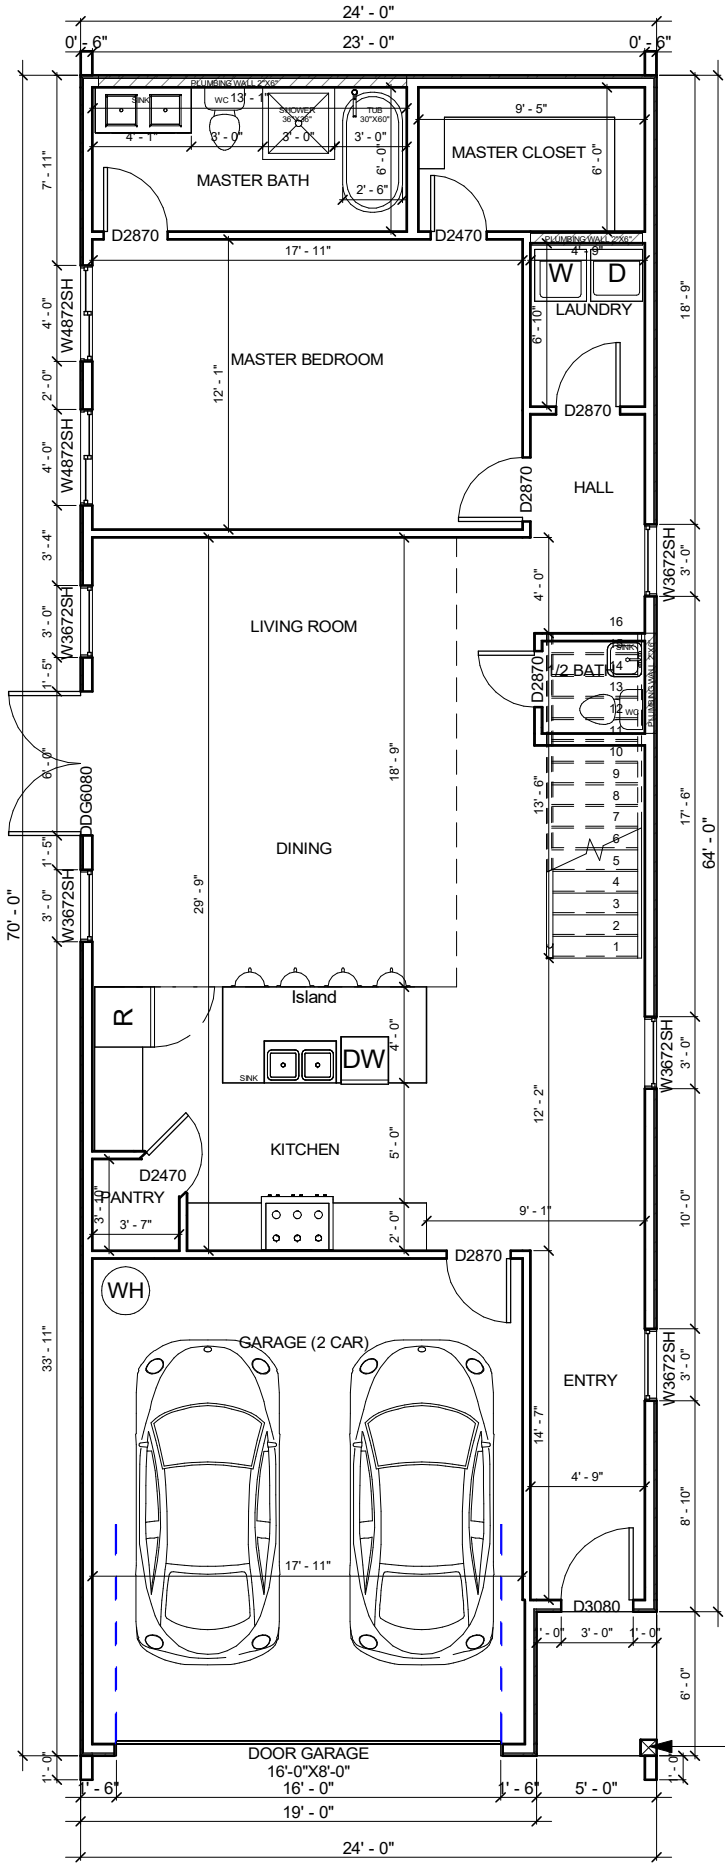 24' - 0"
0' - 6"
23' - 0"
0' - 6"
PLUMBING WALL 2"X6"
SINK
WC
13' - 1"
SHOWER
36"X36"
TUB
30"X60"
9' - 5"
4' - 1"
3' - 0"
3' - 0"
3' - 0"
6' - 0"
6' - 0"
MASTER CLOSET
MASTER BATH
2' - 6"
7' - 11"
D2870
D2470
PLUMBING WALL 2"X6"
17' - 11"
4' - 9"
W
D
LAUNDRY
6' - 10"
18' - 9"
4' - 0"
W4872SH
MASTER BEDROOM
12' - 1"
2' - 0"
D2870
4' - 0"
W4872SH
D2870
HALL
3' - 4"
W3672SH
3' - 0"
4' - 0"
3' - 0"
W3672SH
LIVING ROOM
16
15
SINK
14
1/2 BATH
D2870
13
12
WC
11
PLUMBING WALL 2"X6"
1' - 5"
6' - 0"
DDG6080
18' - 9"
10
9
8
7
6
5
4
3
2
1
13' - 6"
17' - 6"
64' - 0"
DINING
1' - 5"
3' - 0"
W3672SH
29' - 9"
70' - 0"
R
Island
SINK
DW
4' - 0"
W3672SH
3' - 0"
12' - 2"
KITCHEN
5' - 0"
D2470
PANTRY
3' - 10"
3' - 7"
2' - 0"
9' - 1"
10' - 0"
D2870
WH
GARAGE (2 CAR)
33' - 11"
W3672SH
3' - 0"
ENTRY
14' - 7"
4' - 9"
8' - 10"
17' - 11"
D3080
1' - 0"
3' - 0"
1' - 0"
6' - 0"
DOOR GARAGE
16'-0"X8'-0"
1' - 0"
1' - 0"
1' - 6"
16' - 0"
1' - 6"
5' - 0"
19' - 0"
24' - 0"